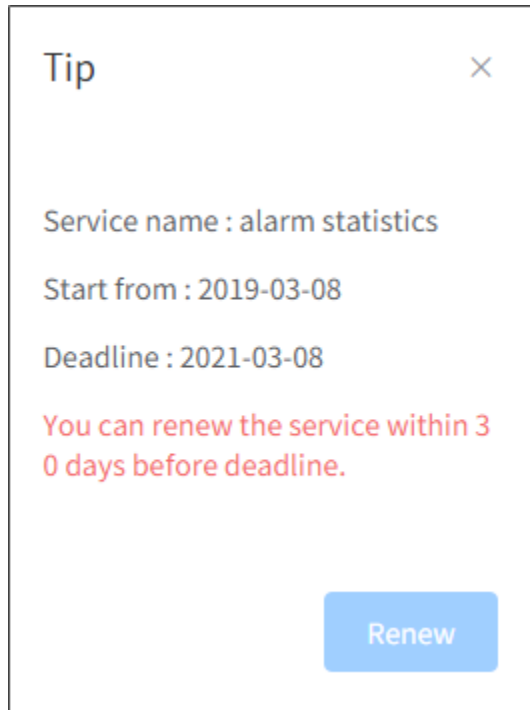 Tip
Service name : alarm statistics
Start from : 2019-03-08
Deadline : 2021-03-08
You can renew the service within 3
0 days before deadline.
Renew